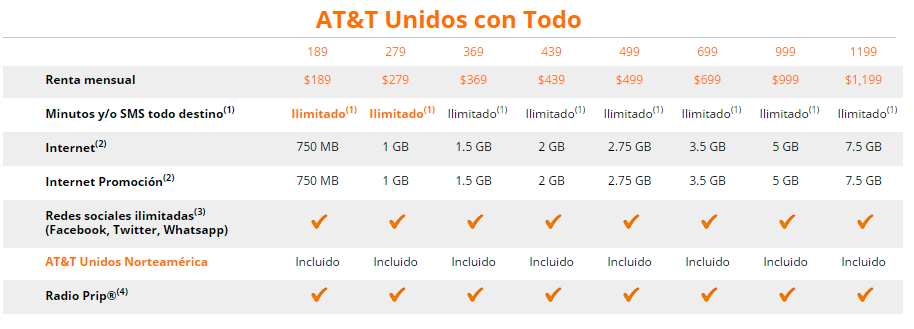 AT&T Unidos con Todo
189 279 369 439 499 699 999 1199
Renta mensual $189 $279 $369 $439 $499 $699 $999 $1,199
Minutos y/o SMS todo destino(1) Ilimitado(1) Ilimitado(1) Ilimitado(1) Ilimitado(1) Ilimitado(1) Ilimitado(1) Ilimitado(1) Ilimitado(1)
Internet(2) 750 MB 1 GB 1.5 GB 2 GB 2.75 GB 3.5 GB 5 GB 7.5 GB
Internet Promoción(2) 750 MB 1 GB 1.5 GB 2 GB 2.75 GB 3.5 GB 5 GB 7.5 GB
Redes sociales ilimitadas(3)
(Facebook, Twitter, Whatsapp) ✔ ✔ ✔ ✔ ✔ ✔ ✔ ✔
AT&T Unidos Norteamérica Incluido Incluido Incluido Incluido Incluido Incluido Incluido Incluido
Radio Prip®(4) ✔ ✔ ✔ ✔ ✔ ✔ ✔ ✔